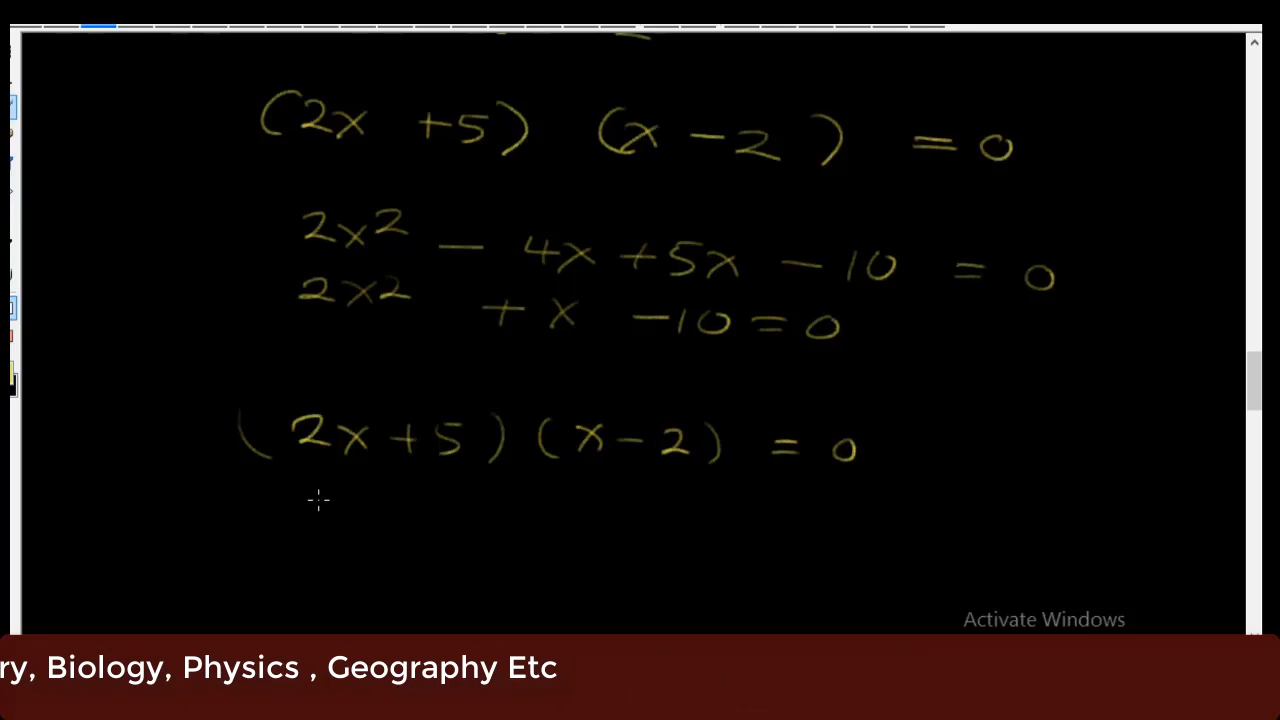 (2x +5) (x -2) = 0
2x² - 4x +5x - 10 = 0
2x2 + x -10 = 0
(2x+5) (x-2) = 0
Activate Windows
ry, Biology, Physics , Geography Etc